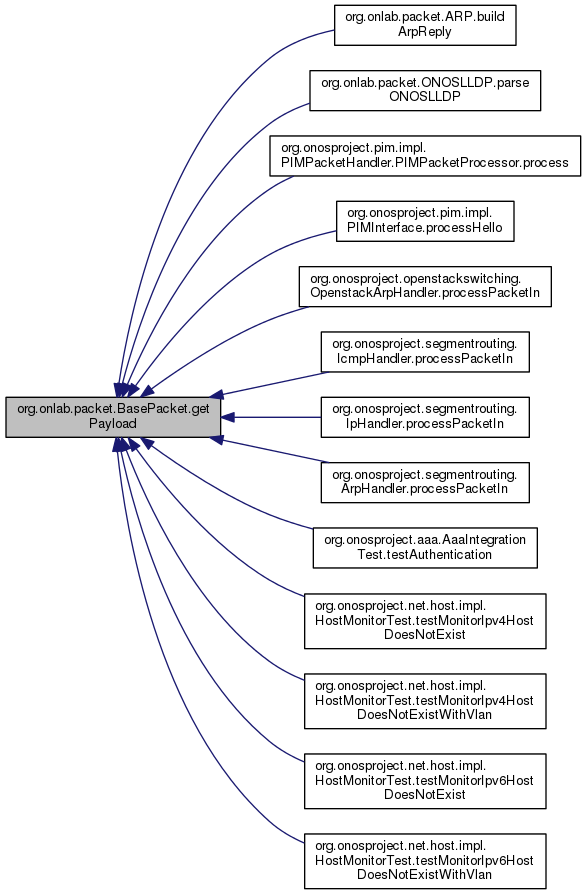 org.onlab.packet.ARP.build
ArpReply
org.onlab.packet.ONOSLLDP.parse
ONOSLLDP
org.onosproject.pim.impl.
PIMPacketHandler.PIMPacketProcessor.process
org.onosproject.pim.impl.
PIMInterface.processHello
org.onosproject.openstackswitching.
OpenstackArpHandler.processPacketIn
org.onosproject.segmentrouting.
IcmpHandler.processPacketIn
org.onlab.packet.BasePacket.get
Payload
org.onosproject.segmentrouting.
IpHandler.processPacketIn
org.onosproject.segmentrouting.
ArpHandler.processPacketIn
org.onosproject.aaa.AaaIntegration
Test.testAuthentication
org.onosproject.net.host.impl.
HostMonitorTest.testMonitorIpv4Host
DoesNotExist
org.onosproject.net.host.impl.
HostMonitorTest.testMonitorIpv4Host
DoesNotExistWithVlan
org.onosproject.net.host.impl.
HostMonitorTest.testMonitorIpv6Host
DoesNotExist
org.onosproject.net.host.impl.
HostMonitorTest.testMonitorIpv6Host
DoesNotExistWithVlan